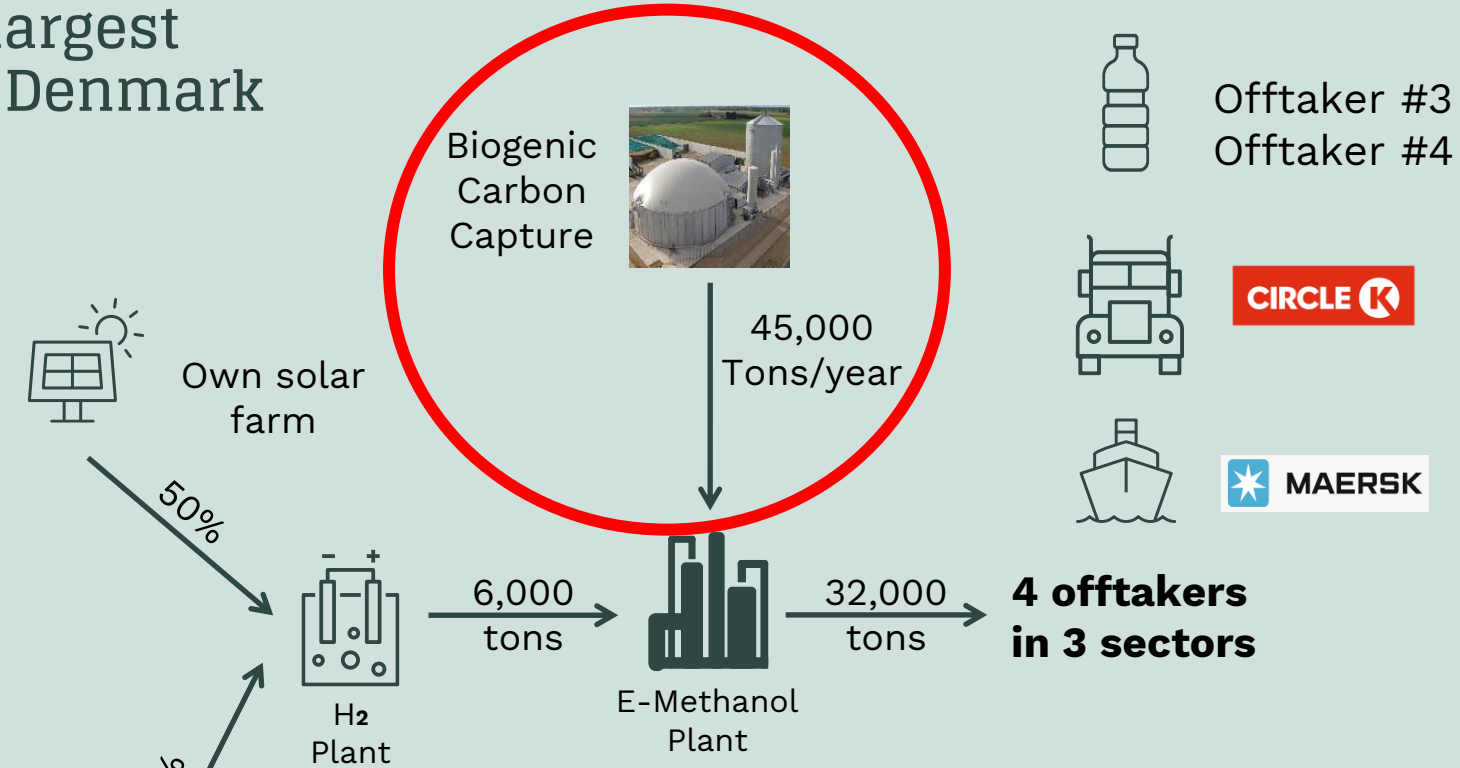 Denmark
Biogenic
Carbon
Capture
45,000
Tons/year
Own solar
farm
50%
- +
H2
Plant
6,000
tons
E-Methanol
Plant
32,000
tons
4 offtakers
in 3 sectors
Offtaker #3
Offtaker #4
CIRCLE K
MAERSK